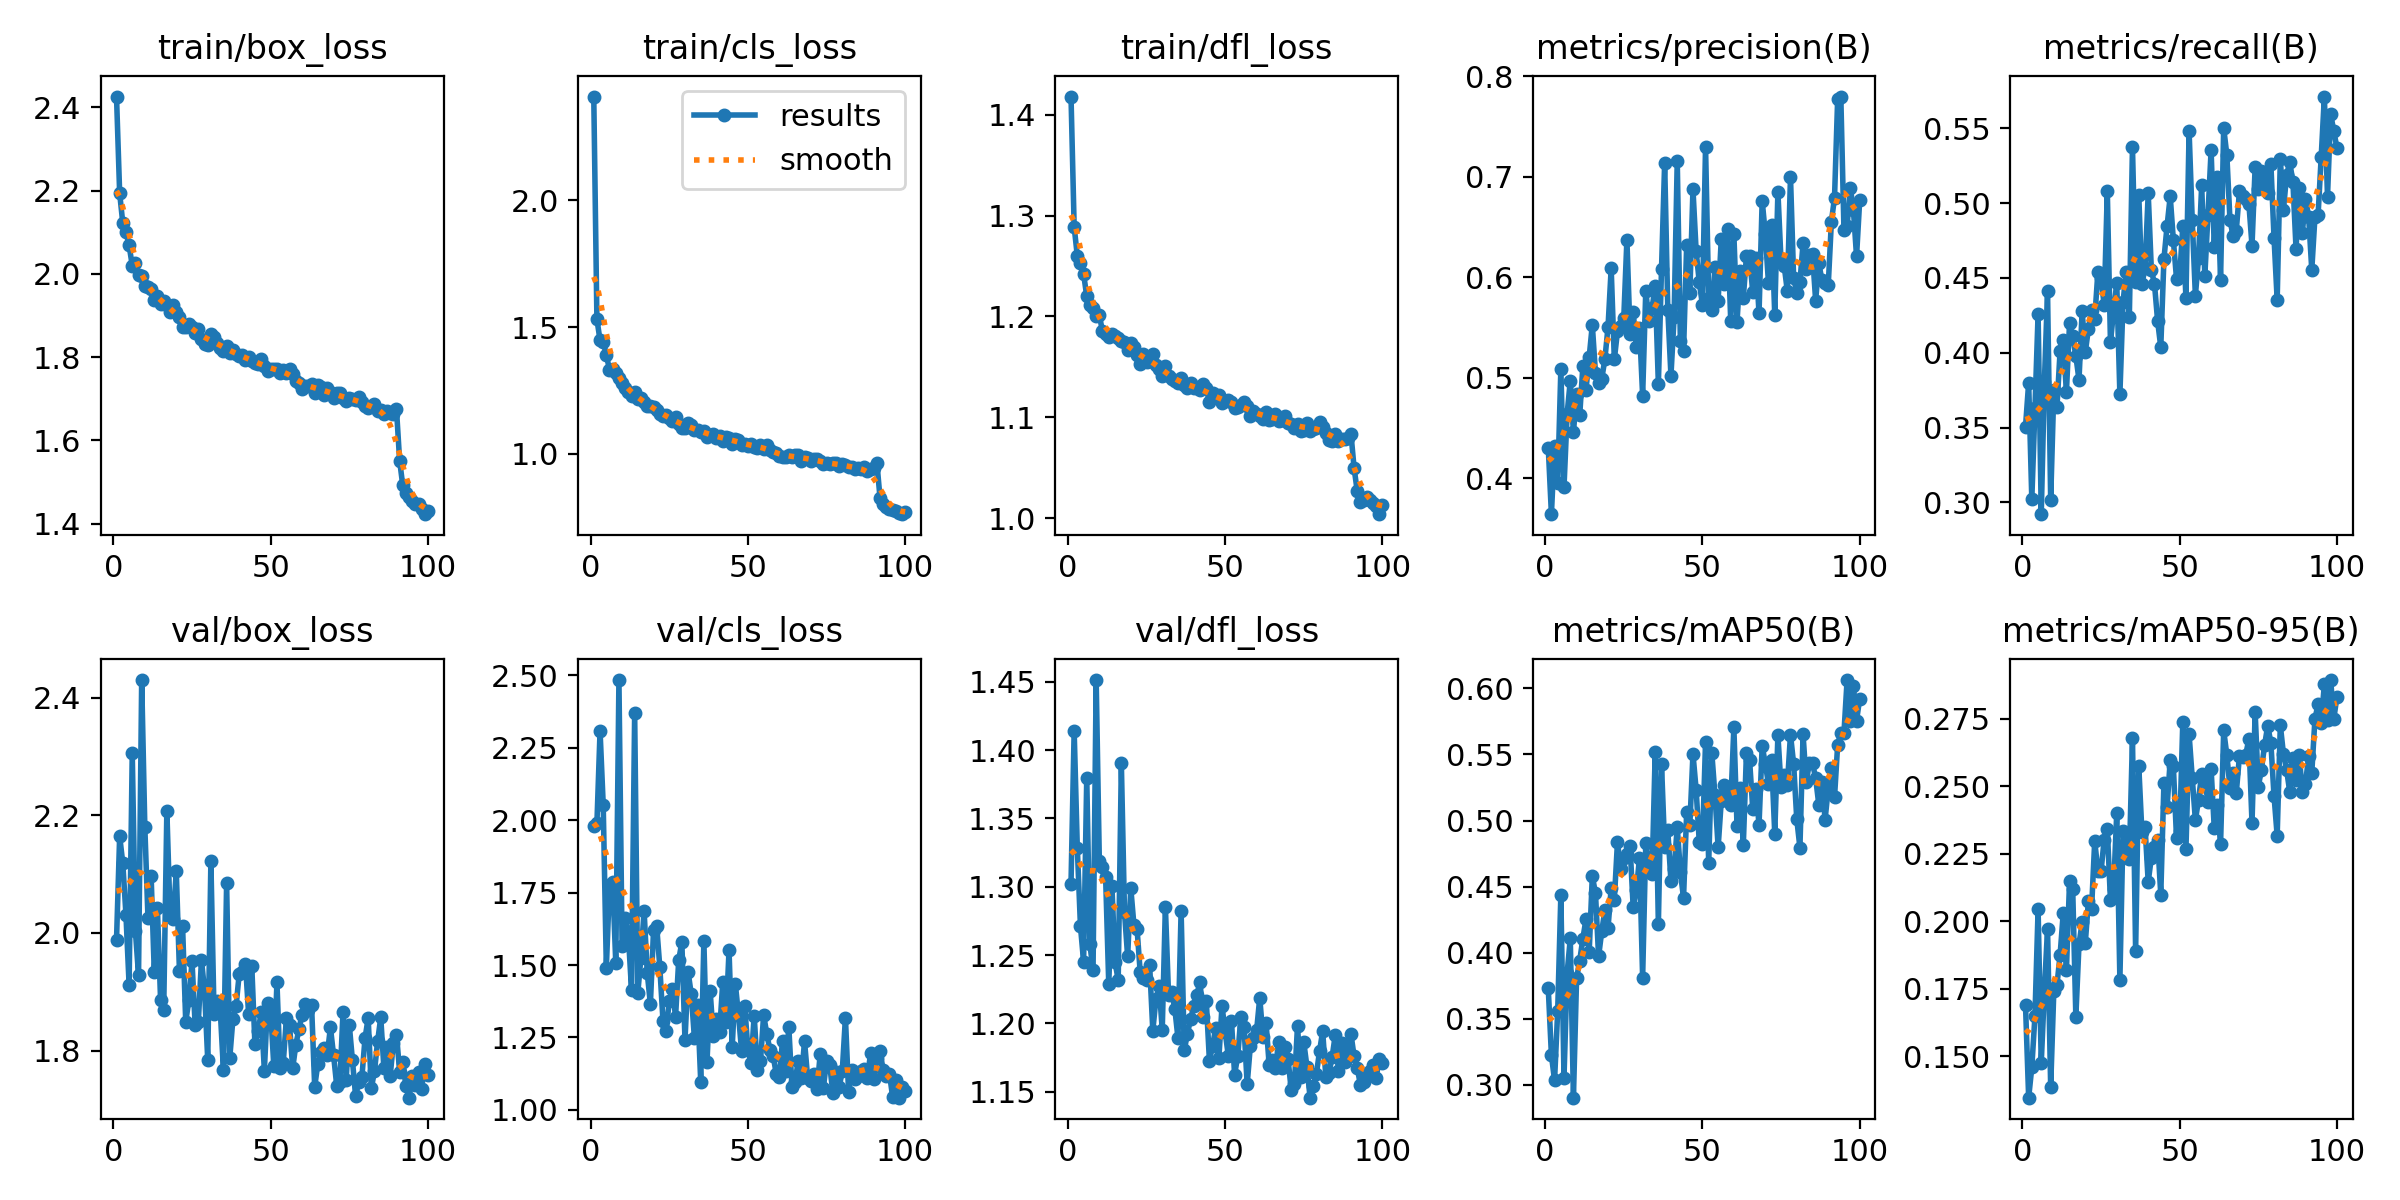 train/box_loss
2.4
2.2
2.0
1.8
1.6
1.4
0 50 100
train/cls_loss
results
smooth
2.0
1.5
1.0
0 50 100
train/dfl_loss
1.4
1.3
1.2
1.1
1.0
0 50 100
metrics/precision(B)
0.8
0.7
0.6
0.5
0.4
0 50 100
metrics/recall(B)
0.55
0.50
0.45
0.40
0.35
0.30
0 50 100
val/box_loss
2.4
2.2
2.0
1.8
0 50 100
val/cls_loss
2.50
2.25
2.00
1.75
1.50
1.25
1.00
0 50 100
val/dfl_loss
1.45
1.40
1.35
1.30
1.25
1.20
1.15
0 50 100
metrics/mAP50(B)
0.60
0.55
0.50
0.45
0.40
0.35
0.30
0 50 100
metrics/mAP50-95(B)
0.275
0.250
0.225
0.200
0.175
0.150
0 50 100